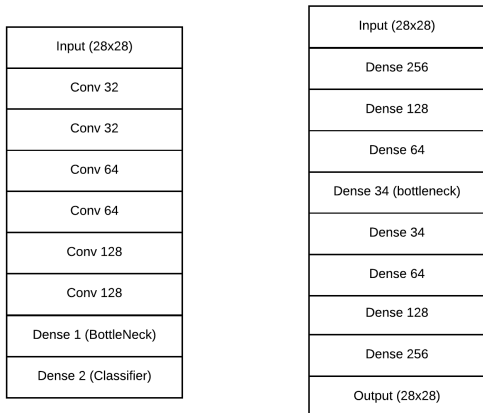 Input (28x28)
Conv 32
Conv 32
Conv 64
Conv 64
Conv 128
Conv 128
Dense 1 (BottleNeck)
Dense 2 (Classifier)
Input (28x28)
Dense 256
Dense 128
Dense 64
Dense 34 (bottleneck)
Dense 34
Dense 64
Dense 128
Dense 256
Output (28x28)